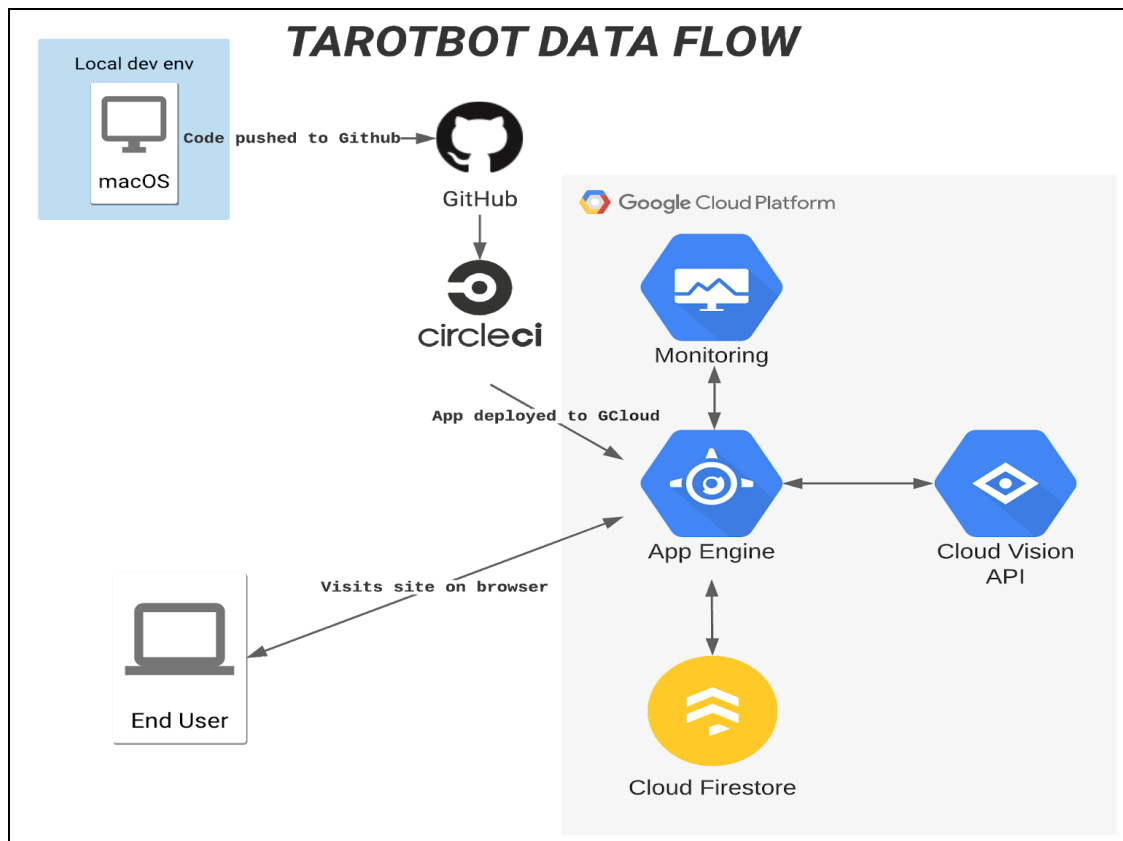 TAROTBOT DATA FLOW
Local dev env
macOS
Code pushed to Github
GitHub
circleci
Google Cloud Platform
Monitoring
App deployed to GCloud
App Engine
Cloud Vision
API
Visits site on browser
End User
Cloud Firestore